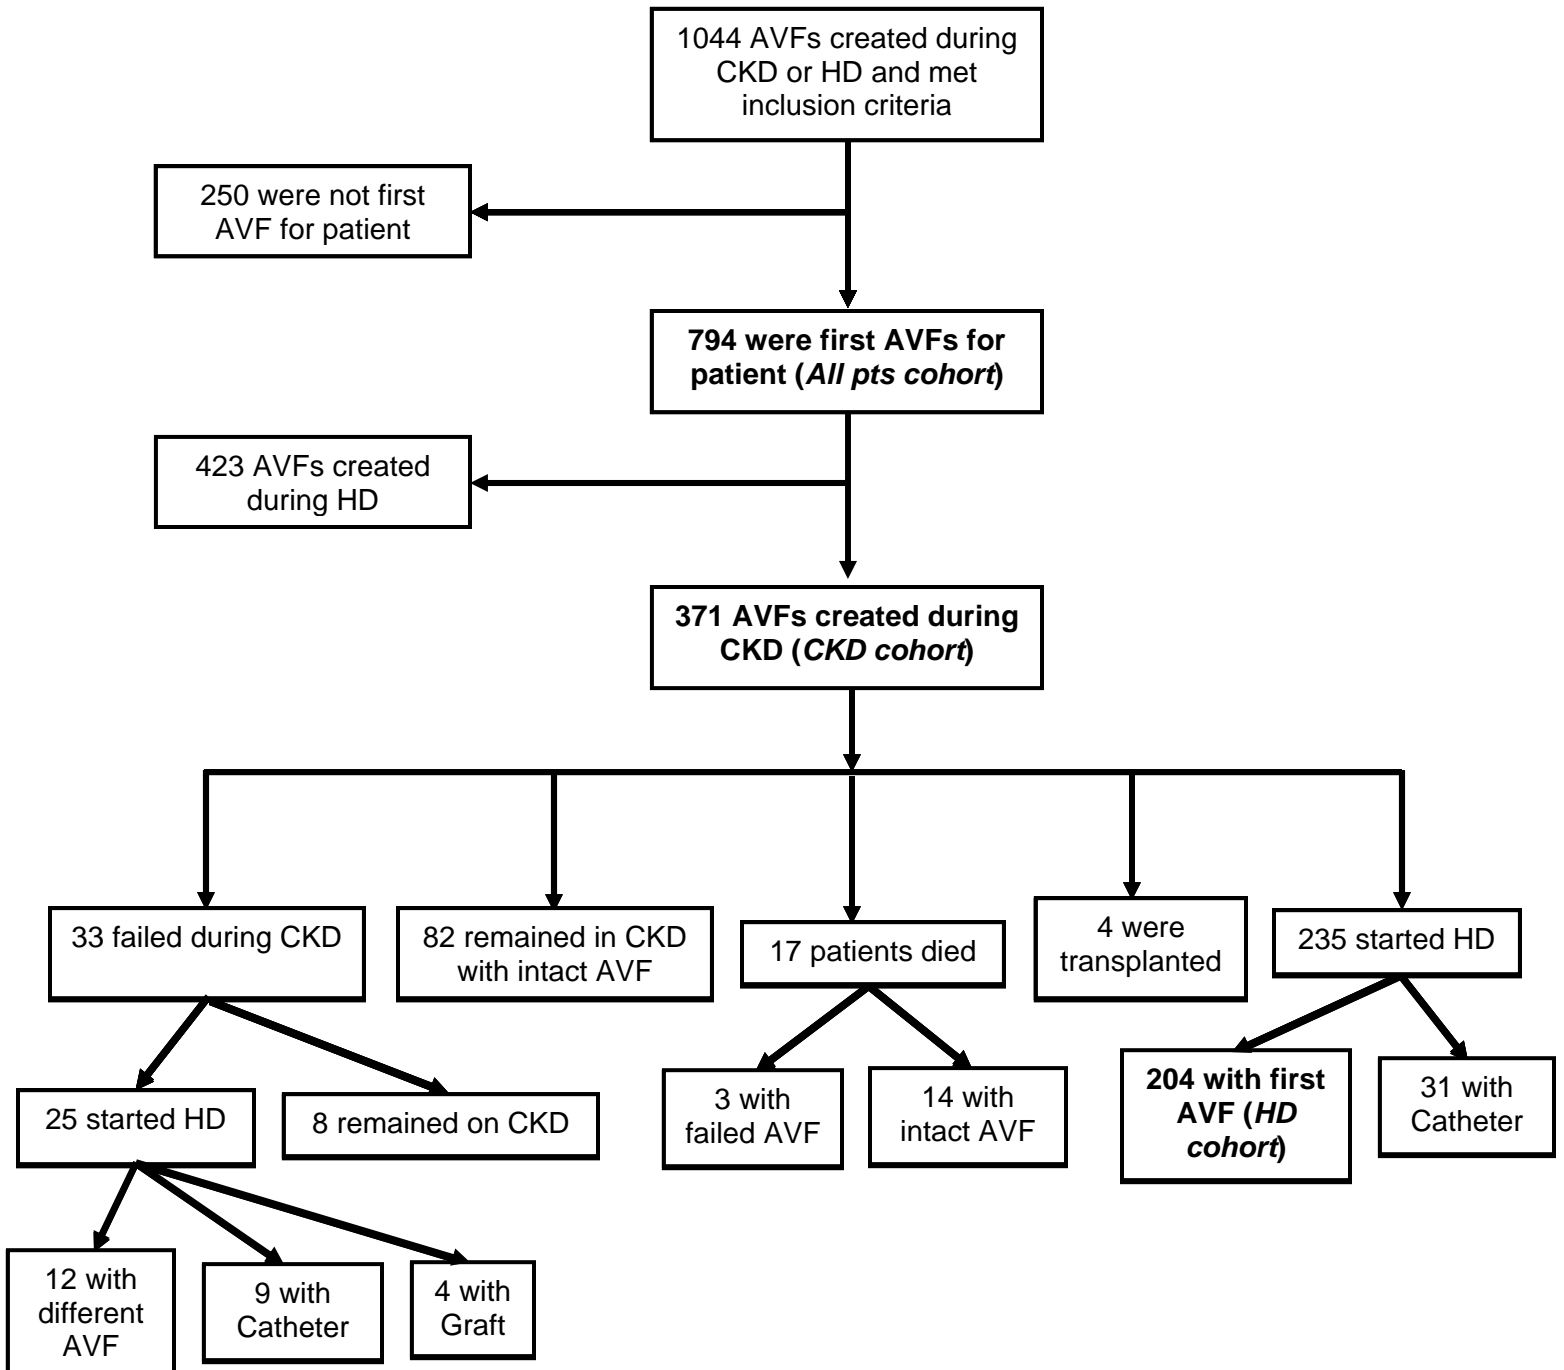 1044 AVFs created during
CKD or HD and met
inclusion criteria
250 were not first
AVF for patient
794 were first AVFs for
patient (All pts cohort)
423 AVFs created
during HD
371 AVFs created during
CKD (CKD cohort)
33 failed during CKD
82 remained in CKD
with intact AVF
17 patients died
4 were
transplanted
235 started HD
25 started HD
8 remained on CKD
3 with
failed AVF
14 with
intact AVF
204 with first
AVF (HD
cohort)
31 with
Catheter
12 with
different
AVF
9 with
Catheter
4 with
Graft